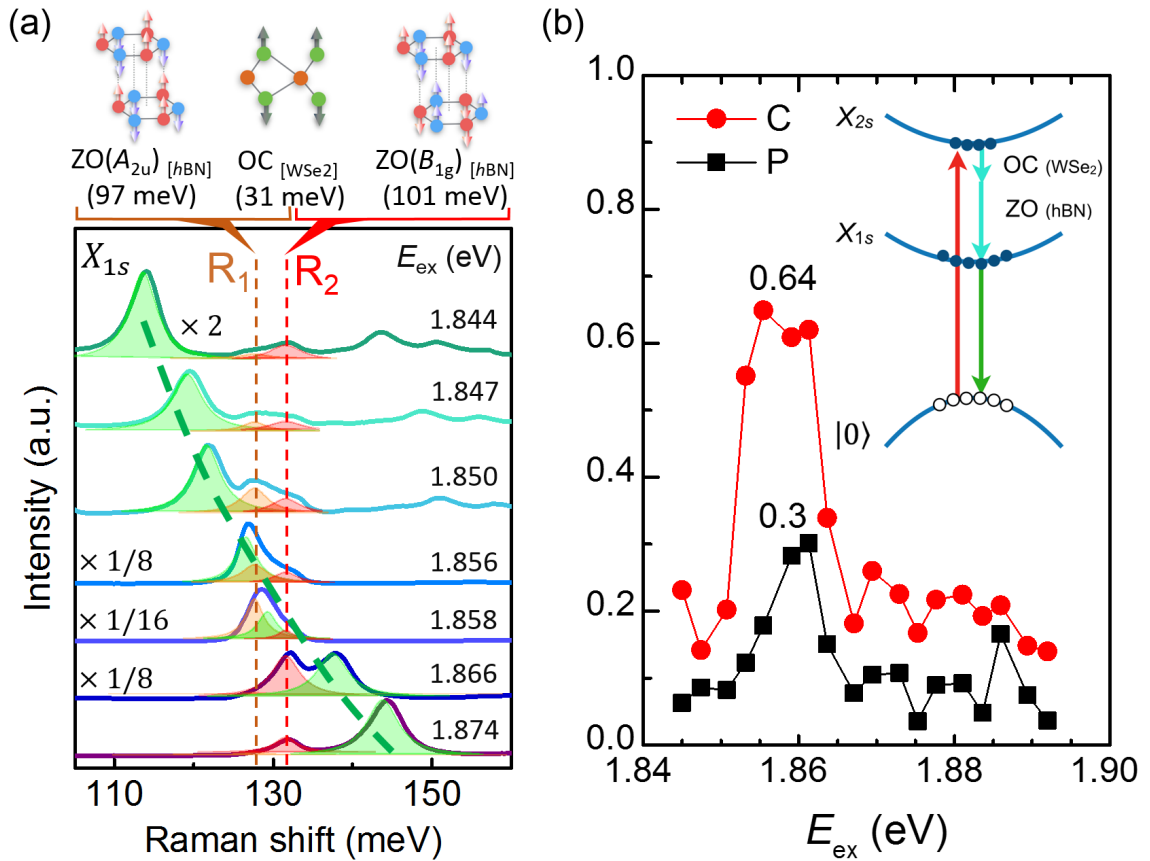 (a)
ZO(A2u) [hBN]
(97 meV)
OC [WSe2]
(31 meV)
ZO(B1g) [hBN]
(101 meV)
X1s
R1
R2
Eex (eV)
× 2
1.844
1.847
1.850
× 1/8
1.856
× 1/16
1.858
× 1/8
1.866
1.874
Intensity (a.u.)
110
130
150
Raman shift (meV)
(b)
1.0
0.9
0.8
0.6
0.4
0.2
0.0
C
P
0.64
0.3
X2s
OC (WSe2)
ZO (hBN)
X1s
|0⟩
1.84
1.86
1.88
1.90
Eex (eV)